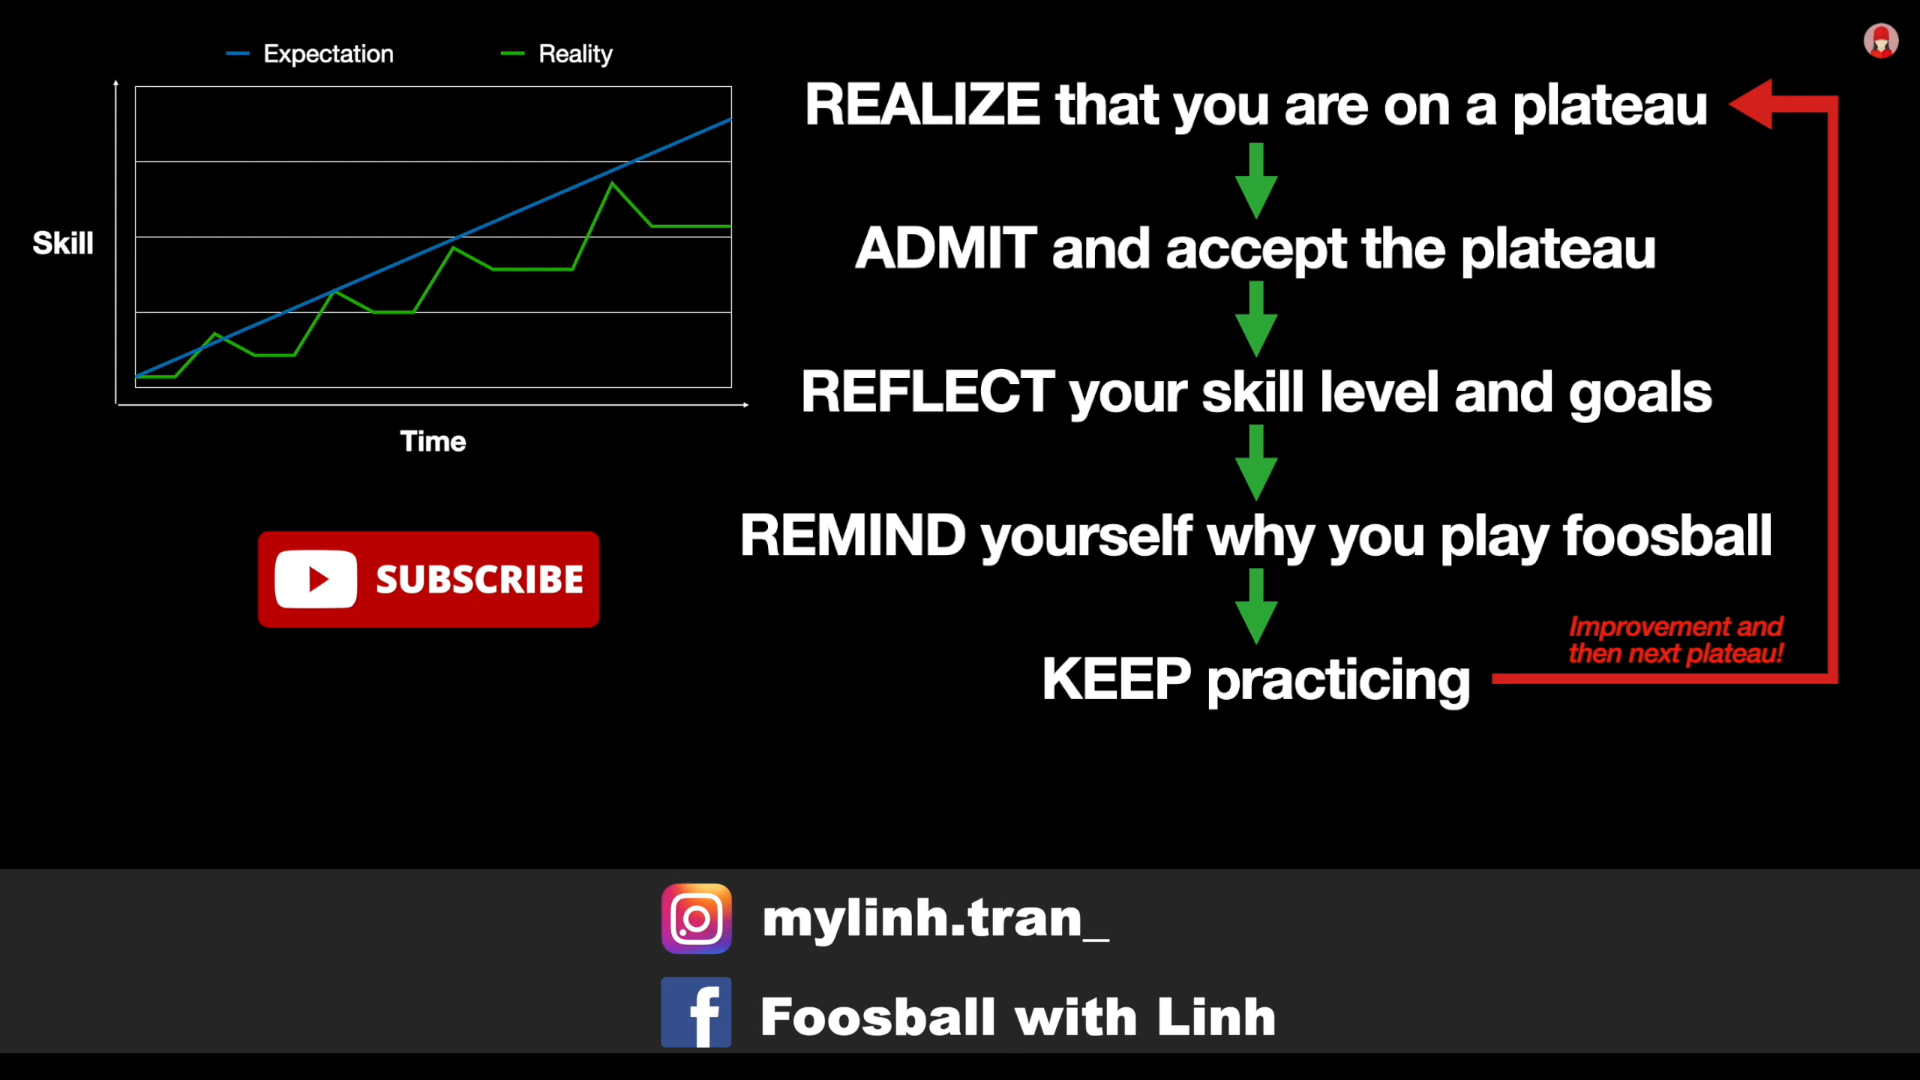 Expectation
Reality
Skill
Time
SUBSCRIBE
REALIZE that you are on a plateau
ADMIT and accept the plateau
REFLECT your skill level and goals
REMIND yourself why you play foosball
KEEP practicing
Improvement and
then next plateau!
mylinh.tran_
Foosball with Linh